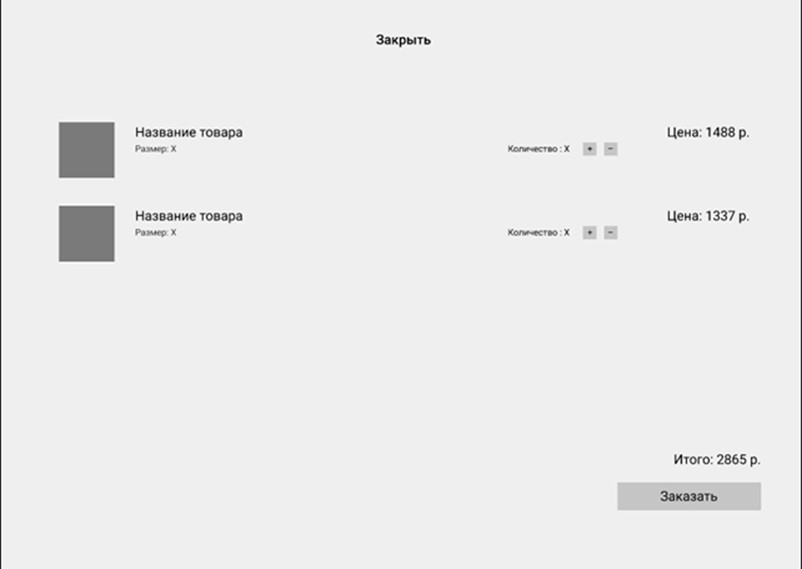 Закрыть
Название товара
Размер: X
Количество : X + −
Цена: 1488 р.
Название товара
Размер: X
Количество : X + −
Цена: 1337 р.
Итого: 2865 р.
Заказать